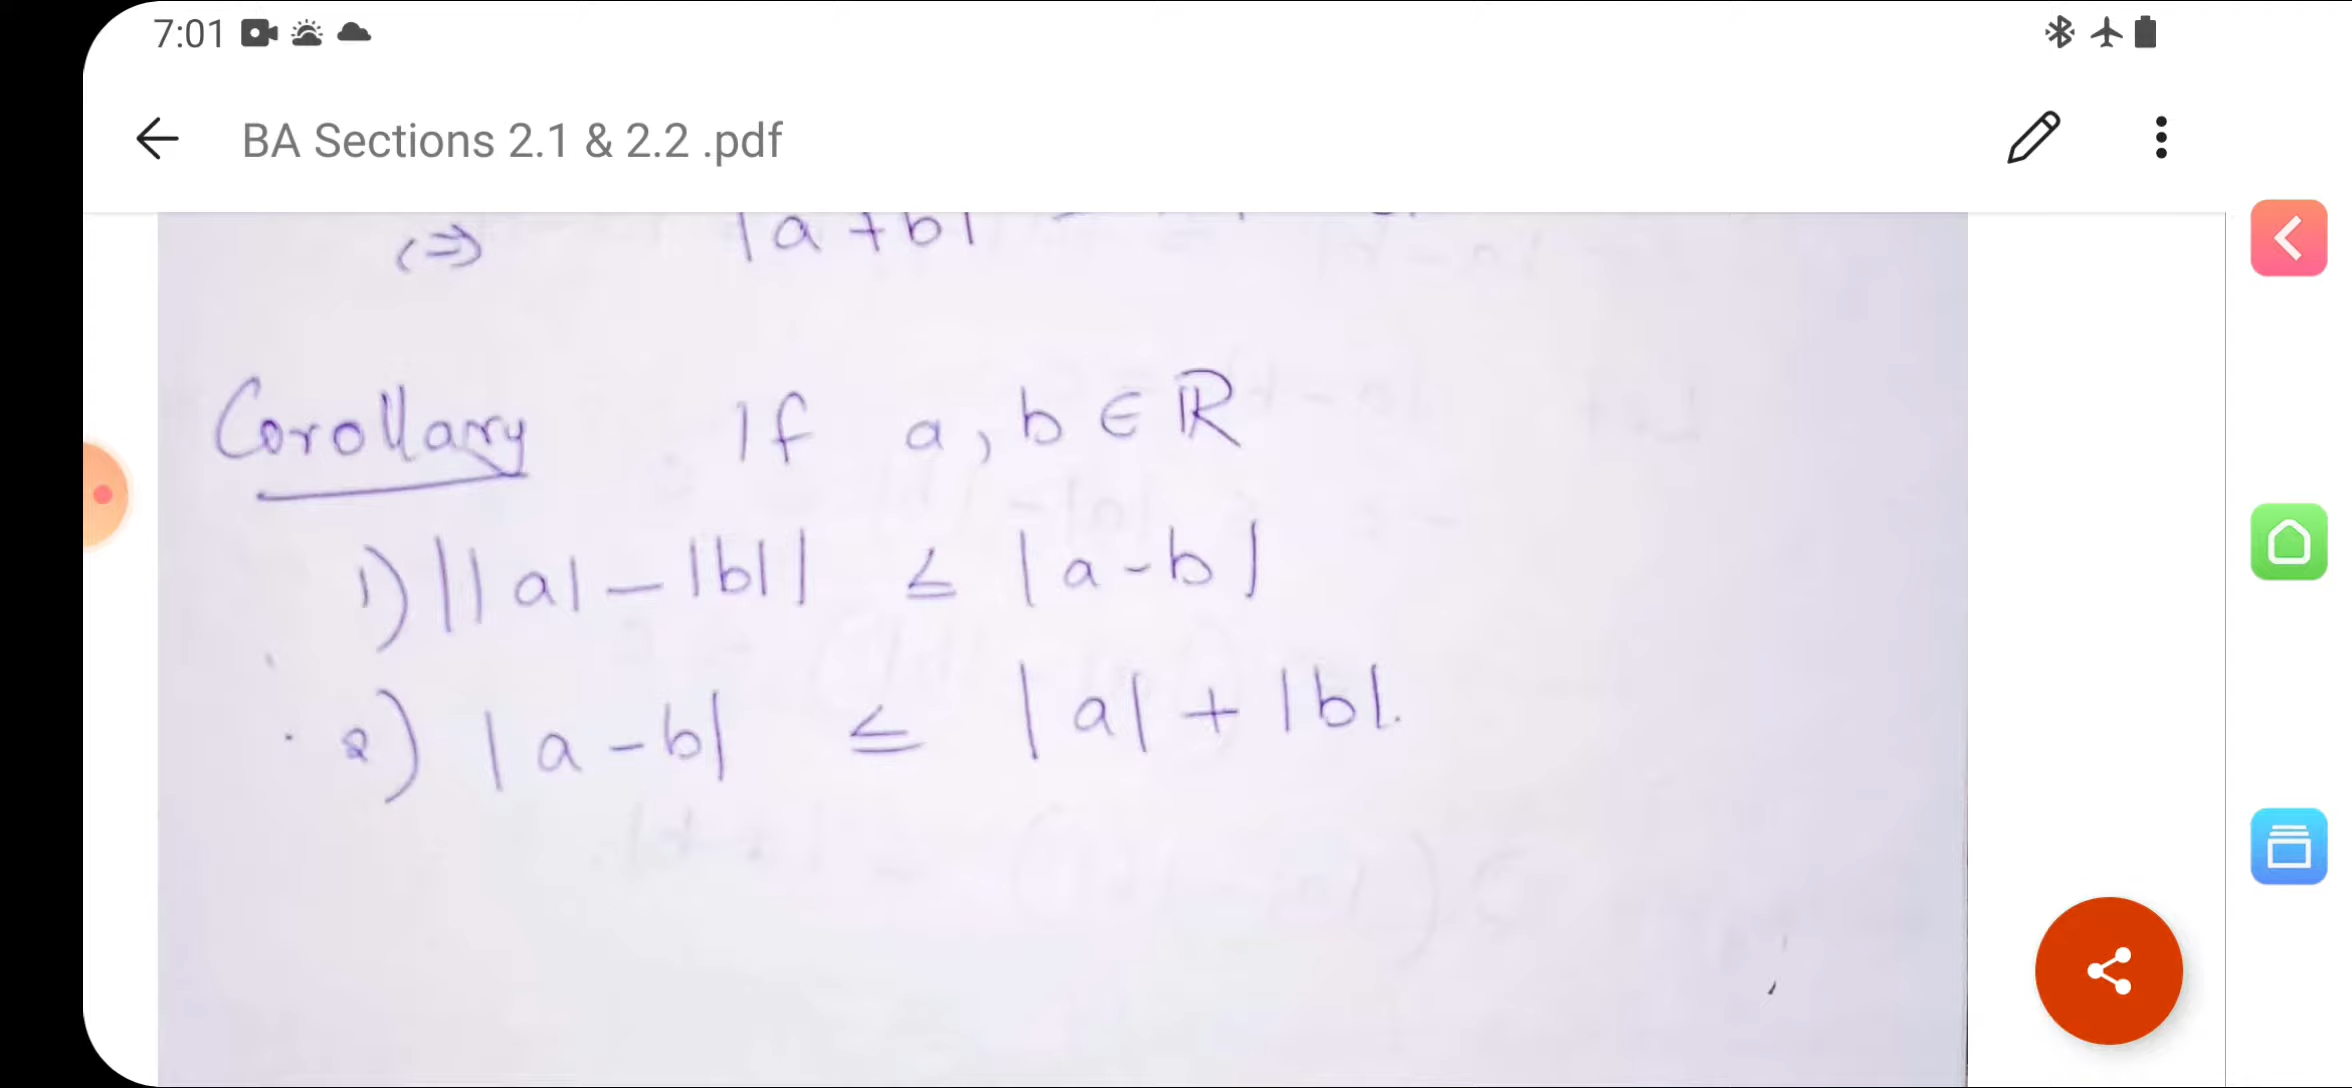 7:01
BA Sections 2.1 & 2.2 .pdf
⇔ |a+b|
Corollary If a, b ∈ ℝ
1) ||a| - |b|| ≤ |a-b|
2) |a-b| ≤ |a| + |b|.